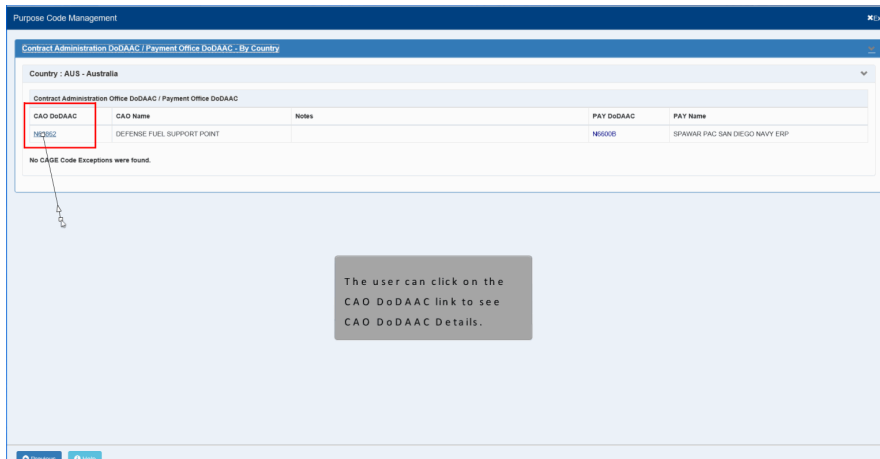 Purpose Code Management
Contract Administration DoDAAC / Payment Office DoDAAC - By Country
Country : AUS - Australia
Contract Administration Office DoDAAC / Payment Office DoDAAC
CAO DoDAAC CAO Name Notes PAY DoDAAC PAY Name
DEFENSE FUEL SUPPORT POINT N6600B SPAWAR PAC SAN DIEGO NAVY ERP
No CAGE Code Exceptions were found.
The user can click on the
CAO DoDAAC link to see
CAO DoDAAC Details.